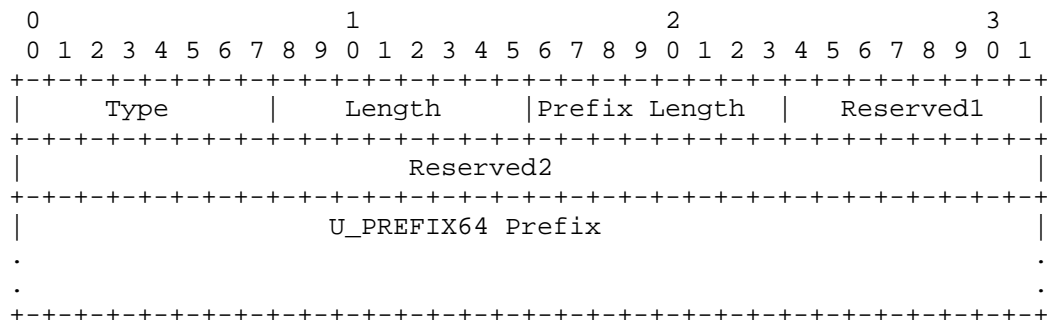 0                   1                   2                   3
 0 1 2 3 4 5 6 7 8 9 0 1 2 3 4 5 6 7 8 9 0 1 2 3 4 5 6 7 8 9 0 1
+-+-+-+-+-+-+-+-+-+-+-+-+-+-+-+-+-+-+-+-+-+-+-+-+-+-+-+-+-+-+-+-+
|     Type      |    Length     |Prefix Length  |   Reserved1   |
+-+-+-+-+-+-+-+-+-+-+-+-+-+-+-+-+-+-+-+-+-+-+-+-+-+-+-+-+-+-+-+-+
|                        Reserved2                              |
+-+-+-+-+-+-+-+-+-+-+-+-+-+-+-+-+-+-+-+-+-+-+-+-+-+-+-+-+-+-+-+-+
|                   U_PREFIX64 Prefix                           |
.                                                               .
.                                                               .
+-+-+-+-+-+-+-+-+-+-+-+-+-+-+-+-+-+-+-+-+-+-+-+-+-+-+-+-+-+-+-+-+